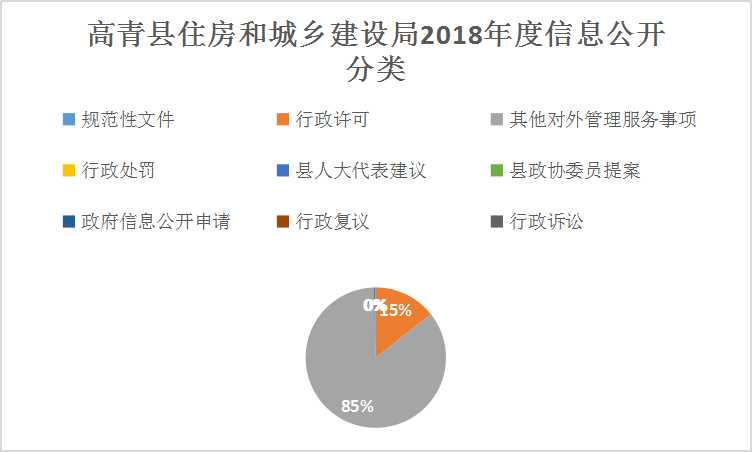 高青县住房和城乡建设局2018年度信息公开
分类
规范性文件 行政许可 其他对外管理服务事项
行政处罚 县人大代表建议 县政协委员提案
政府信息公开申请 行政复议 行政诉讼
0% 15%
85%